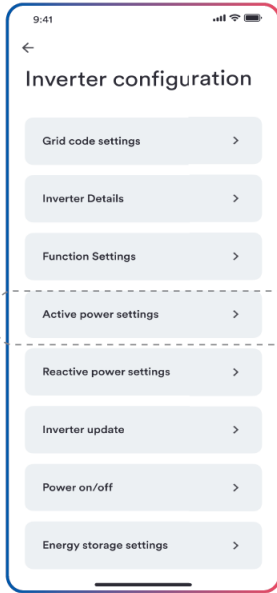 9:41
Inverter configuration
Grid code settings
Inverter Details
Function Settings
Active power settings
Reactive power settings
Inverter update
Power on/off
Energy storage settings